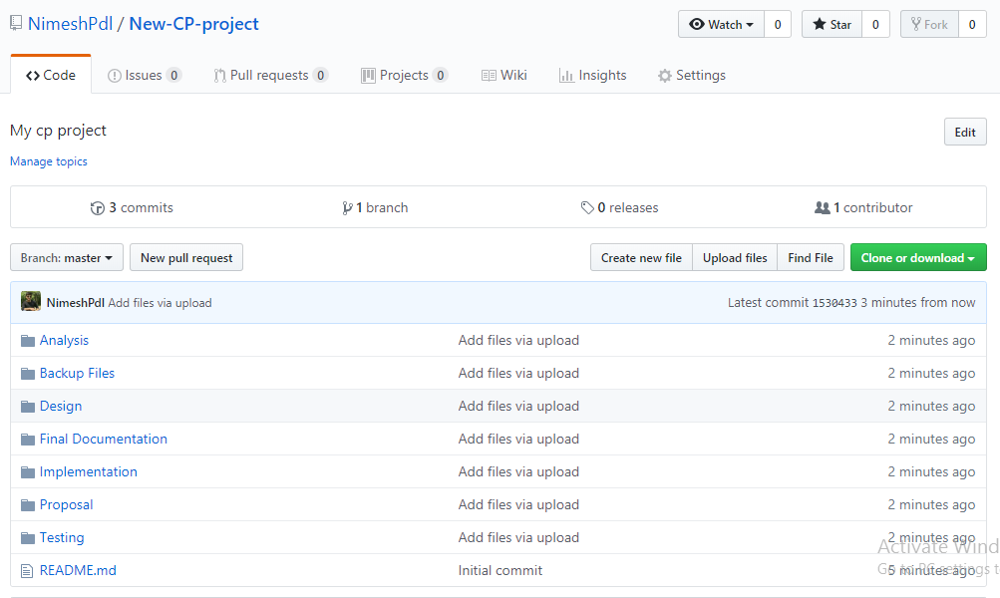 NimeshPdl / New-CP-project
Watch 0 Star 0 Fork 0
Code Issues 0 Pull requests 0 Projects 0 Wiki Insights Settings
My cp project Edit
Manage topics
3 commits 1 branch 0 releases 1 contributor
Branch: master New pull request Create new file Upload files Find File Clone or download
NimeshPdl Add files via upload Latest commit 1530433 3 minutes from now
Analysis Add files via upload 2 minutes ago
Backup Files Add files via upload 2 minutes ago
Design Add files via upload 2 minutes ago
Final Documentation Add files via upload 2 minutes ago
Implementation Add files via upload 2 minutes ago
Proposal Add files via upload 2 minutes ago
Testing Add files via upload 2 minutes ago
Activate Wind
README.md Initial commit 5 minutes ago
Go to PC settings t